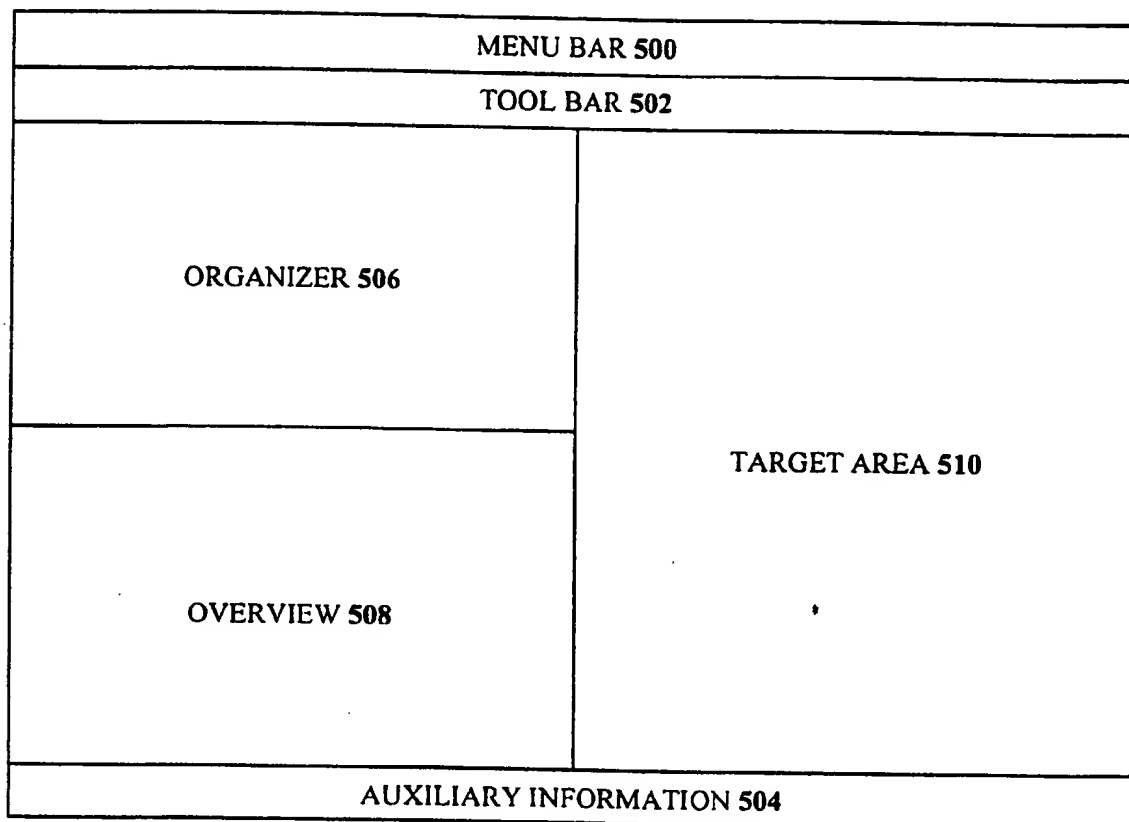 MENU BAR 500
TOOL BAR 502
ORGANIZER 506
TARGET AREA 510
OVERVIEW 508
AUXILIARY INFORMATION 504